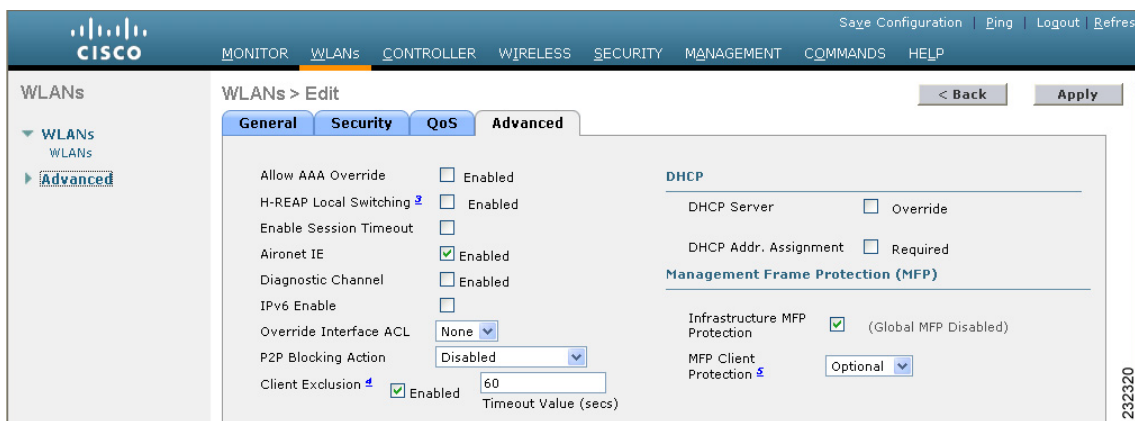 Save Configuration | Ping | Logout | Refres
CISCO
MONITOR WLANs CONTROLLER WIRELESS SECURITY MANAGEMENT COMMANDS HELP
WLANs
WLANs
WLANs
Advanced
WLANs > Edit
< Back
Apply
General Security QoS Advanced
Allow AAA Override Enabled
H-REAP Local Switching 3 Enabled
Enable Session Timeout
Aironet IE Enabled
Diagnostic Channel Enabled
IPv6 Enable
Override Interface ACL None
P2P Blocking Action Disabled
Client Exclusion 4 Enabled 60
Timeout Value (secs)
DHCP
DHCP Server Override
DHCP Addr. Assignment Required
Management Frame Protection (MFP)
Infrastructure MFP
Protection (Global MFP Disabled)
MFP Client
Protection 5 Optional
232320